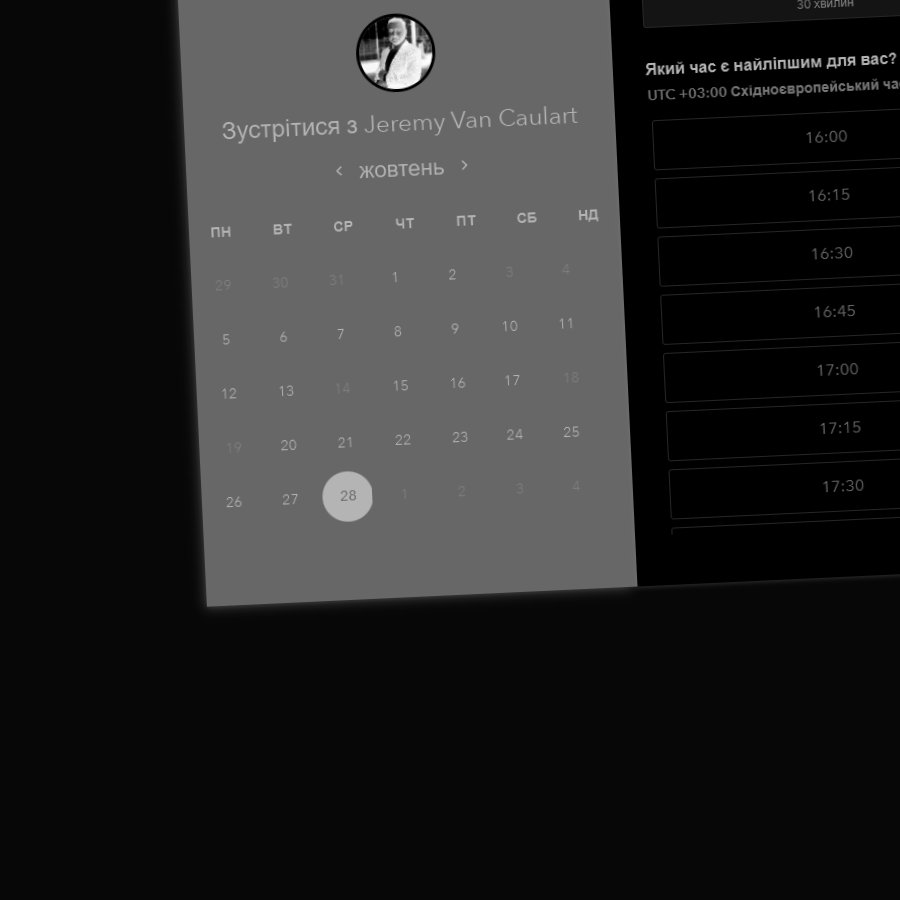 Зустрітися з Jeremy Van Caulart
жовтень
ПН ВТ СР ЧТ ПТ СБ НД
29 30 31 1 2 3 4
5 6 7 8 9 10 11
12 13 14 15 16 17 18
19 20 21 22 23 24 25
26 27 28 1 2 3 4
30 хвилин
Який час є найліпшим для вас?
UTC +03:00 Східноєвропейський
16:00
16:15
16:30
16:45
17:00
17:15
17:30